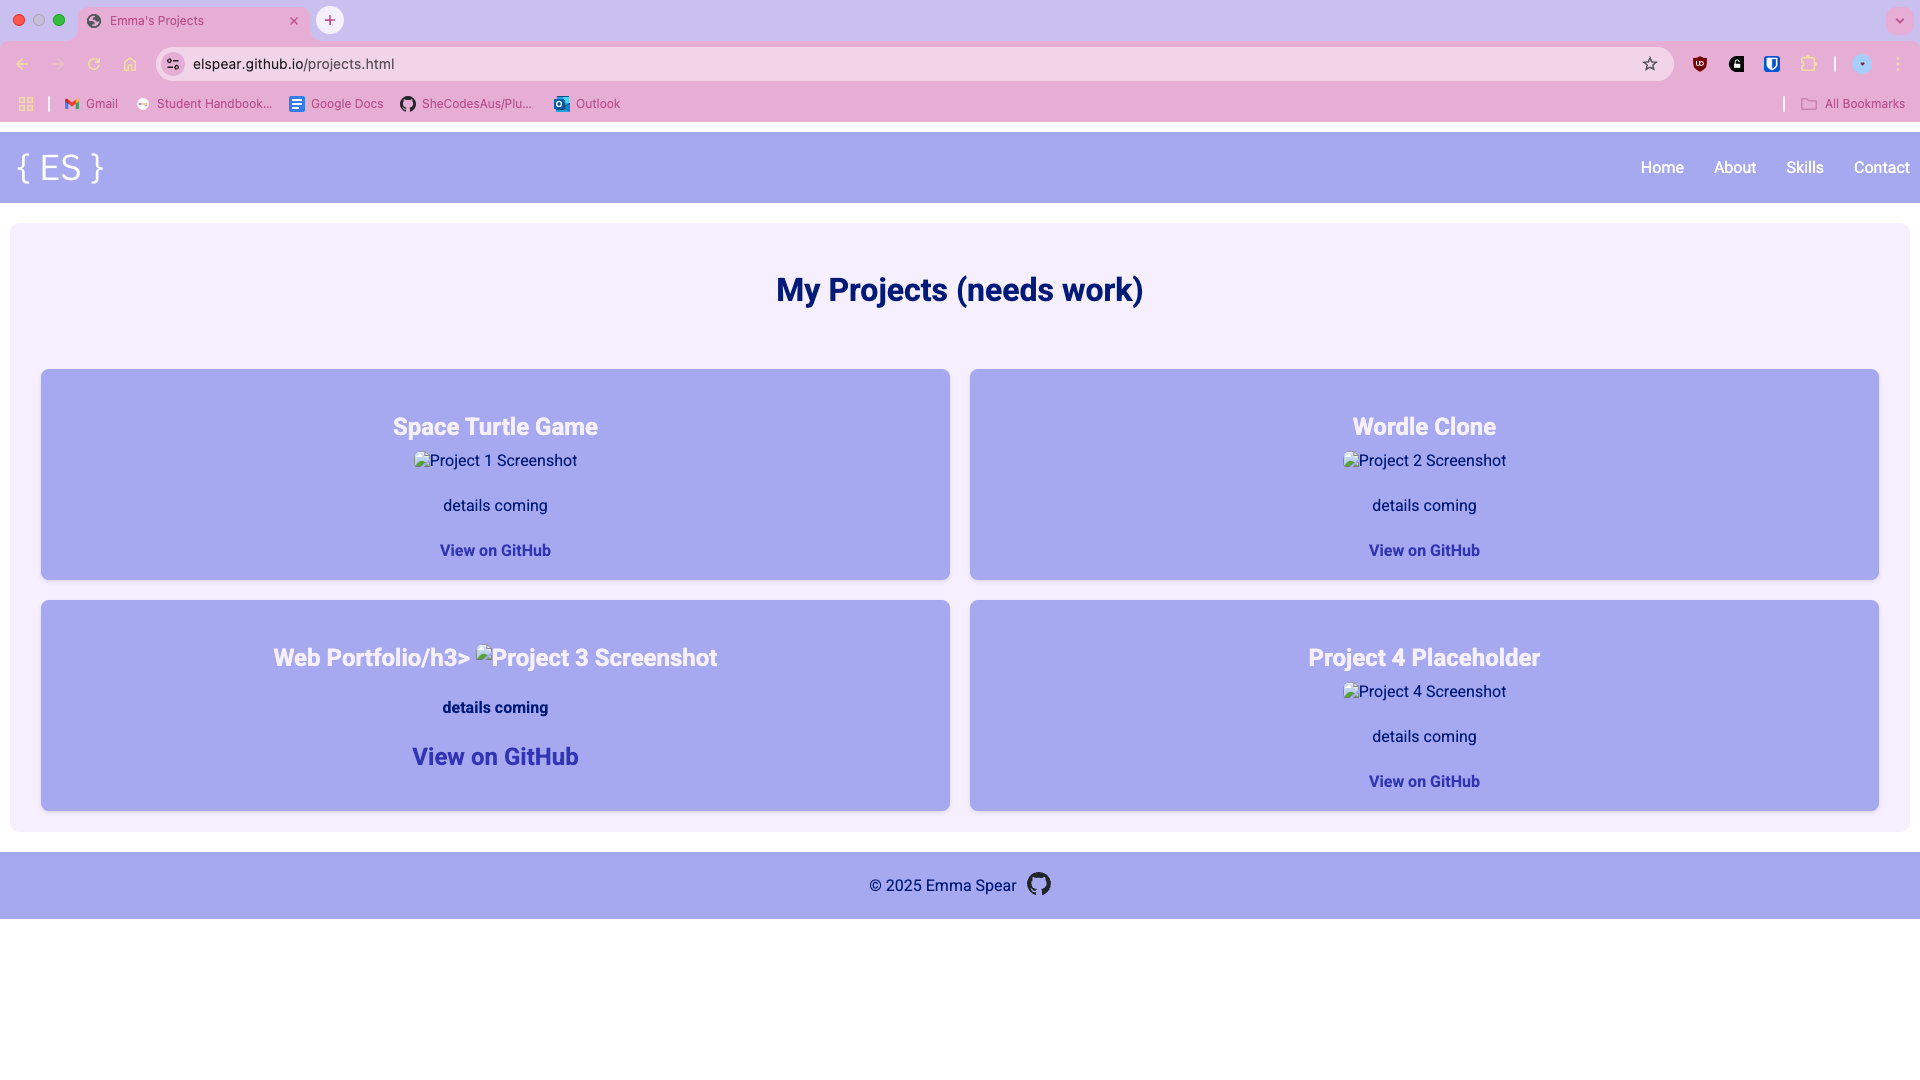 Emma's Projects
elspear.github.io/projects.html
Gmail
Student Handbook...
Google Docs
SheCodesAus/Plu...
Outlook
All Bookmarks
{ ES }
Home
About
Skills
Contact
My Projects (needs work)
Space Turtle Game
Project 1 Screenshot
details coming
View on GitHub
Wordle Clone
Project 2 Screenshot
details coming
View on GitHub
Web Portfolio/h3> Project 3 Screenshot
details coming
View on GitHub
Project 4 Placeholder
Project 4 Screenshot
details coming
View on GitHub
© 2025 Emma Spear